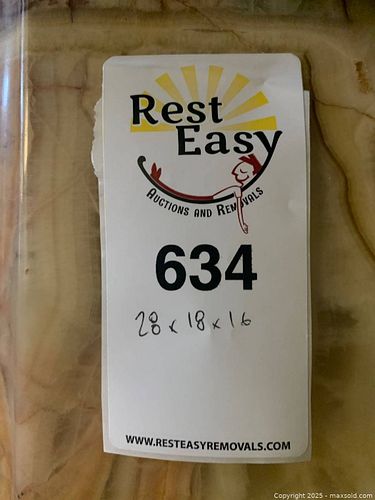 Rest
Easy
AUCTIONS AND REMOVALS
634
28 x 18 x 16
WWW.RESTEASYREMOVALS.COM
Copyright 2025 - maxsold.com